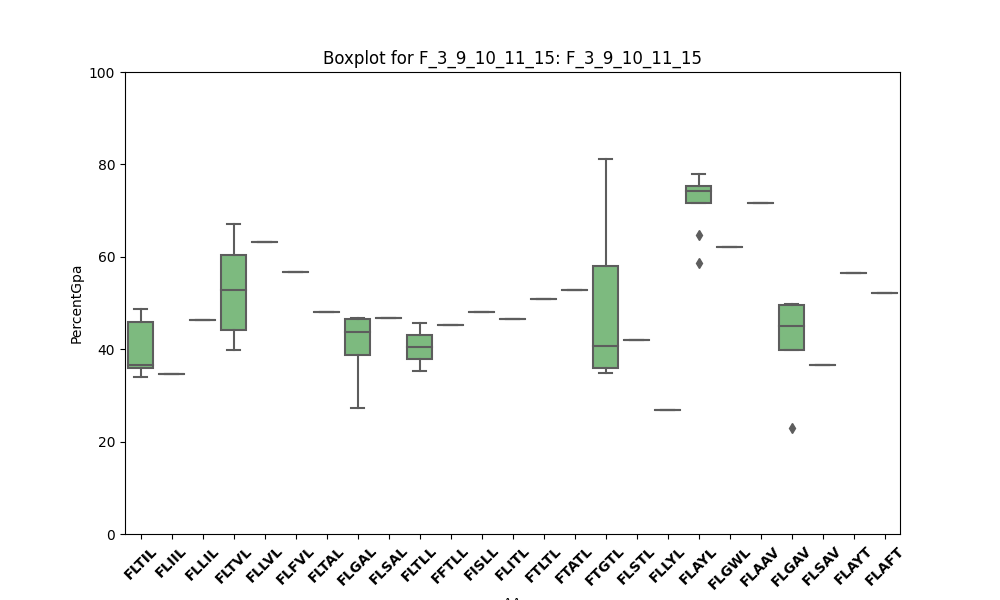 Boxplot for F_3_9_10_11_15: F_3_9_10_11_15
PercentGpa
100
80
60
40
20
0
FLTIL
FLIIL
FLLIL
FLTVL
FLLVL
FLFVL
FLTAL
FLGAL
FLSAL
FLTLL
FFTLL
FISLL
FLITL
FTLTL
FTATL
FTGTL
FLSTL
FLLYL
FLAYL
FLGWL
FLAAV
FLGAV
FLSAV
FLAYT
FLAFT